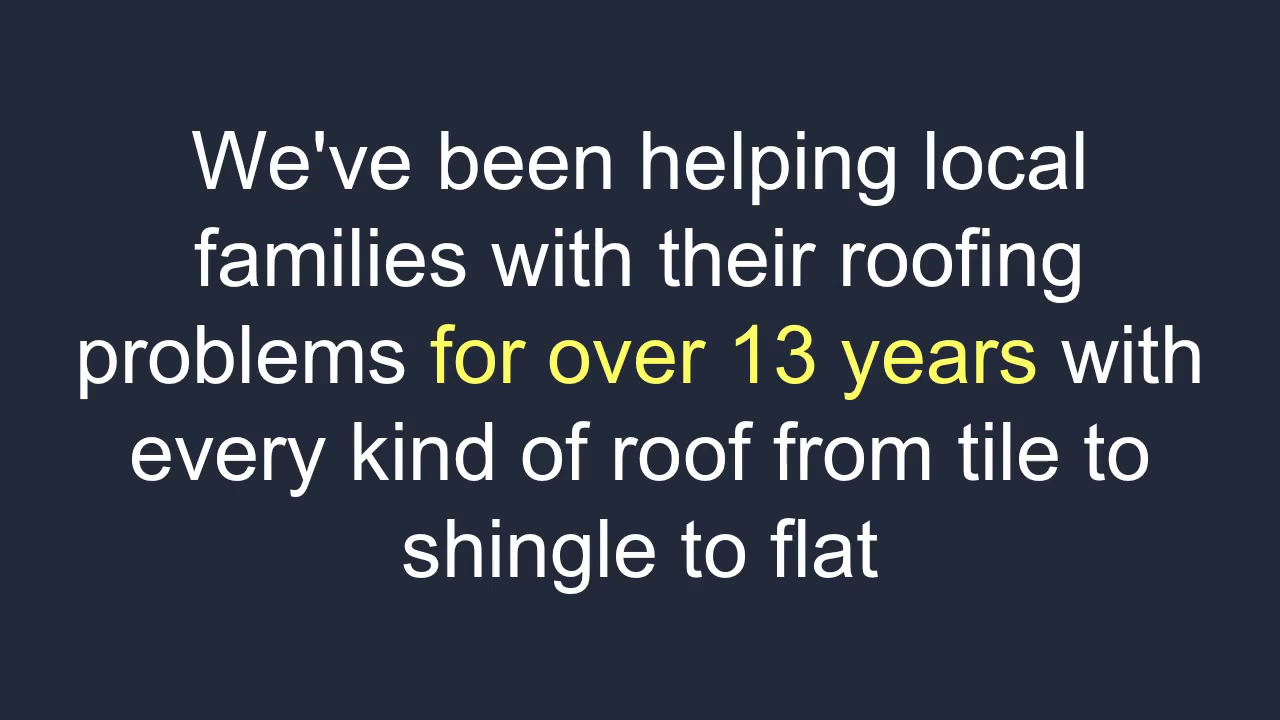 We've been helping local
families with their roofing
problems for over 13 years with
every kind of roof from tile to
shingle to flat